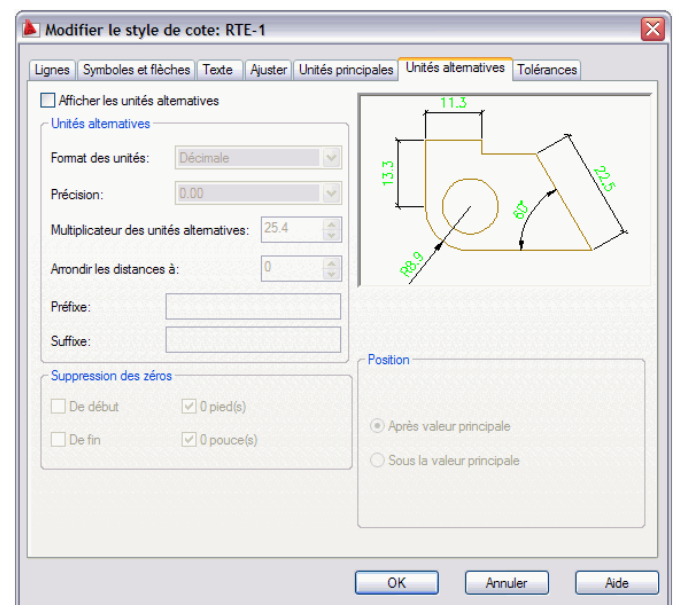 Modifier le style de cote: RTE-1
Lignes Symboles et flèches Texte Ajuster Unités principales Unités alternatives Tolérances
Afficher les unités alternatives
Unités alternatives
Format des unités: Décimale
Précision: 0.00
Multiplicateur des unités alternatives: 25.4
Arrondir les distances à: 0
Préfixe:
Suffixe:
Suppression des zéros
De début 0 pied(s)
De fin 0 pouce(s)
11.3
13.3
22.5
60°
R8.9
Position
Après valeur principale
Sous la valeur principale
OK Annuler Aide